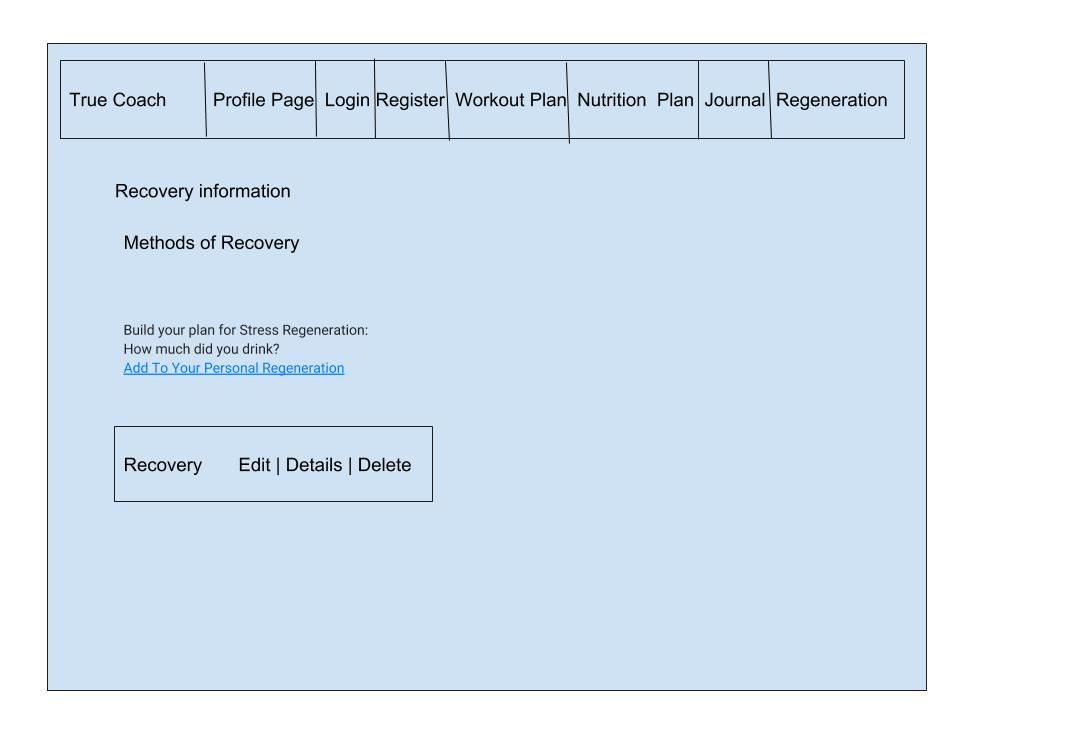 True Coach Profile Page Login Register Workout Plan Nutrition Plan Journal Regeneration
Recovery information
Methods of Recovery
Build your plan for Stress Regeneration:
How much did you drink?
Add To Your Personal Regeneration
Recovery Edit | Details | Delete